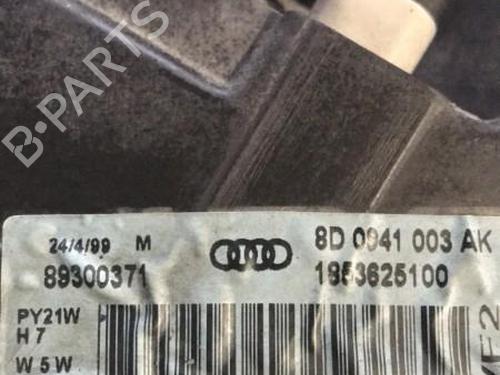 B-PARTS
24/4/99 M
8D 0941 003 AK
89300371
1853625100
PY21W
H7
W5W